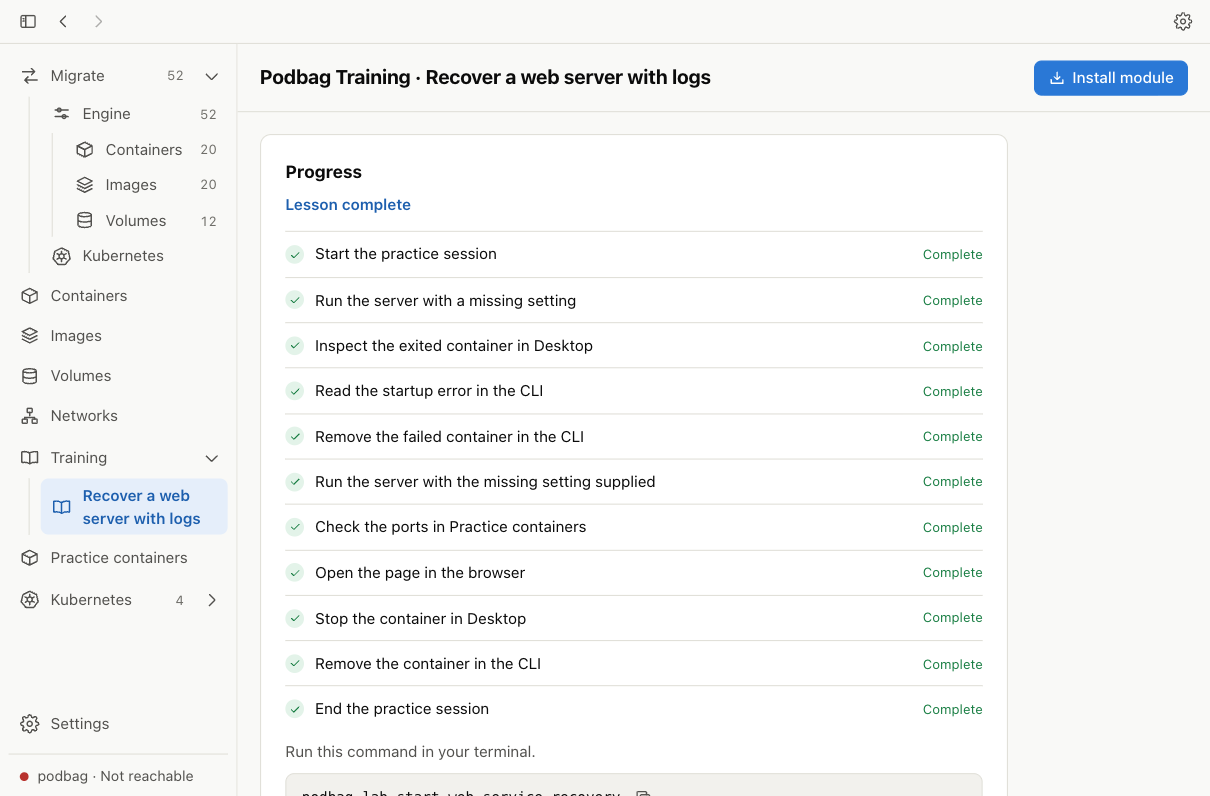 Migrate 52
Engine 52
Containers 20
Images 20
Volumes 12
Kubernetes
Containers
Images
Volumes
Networks
Training
Recover a web
server with logs
Practice containers
Kubernetes 4
Settings
podbag · Not reachable
Podbag Training · Recover a web server with logs
Install module
Progress
Lesson complete
Start the practice session Complete
Run the server with a missing setting Complete
Inspect the exited container in Desktop Complete
Read the startup error in the CLI Complete
Remove the failed container in the CLI Complete
Run the server with the missing setting supplied Complete
Check the ports in Practice containers Complete
Open the page in the browser Complete
Stop the container in Desktop Complete
Remove the container in the CLI Complete
End the practice session Complete
Run this command in your terminal.
podbag lab start web-service-recovery